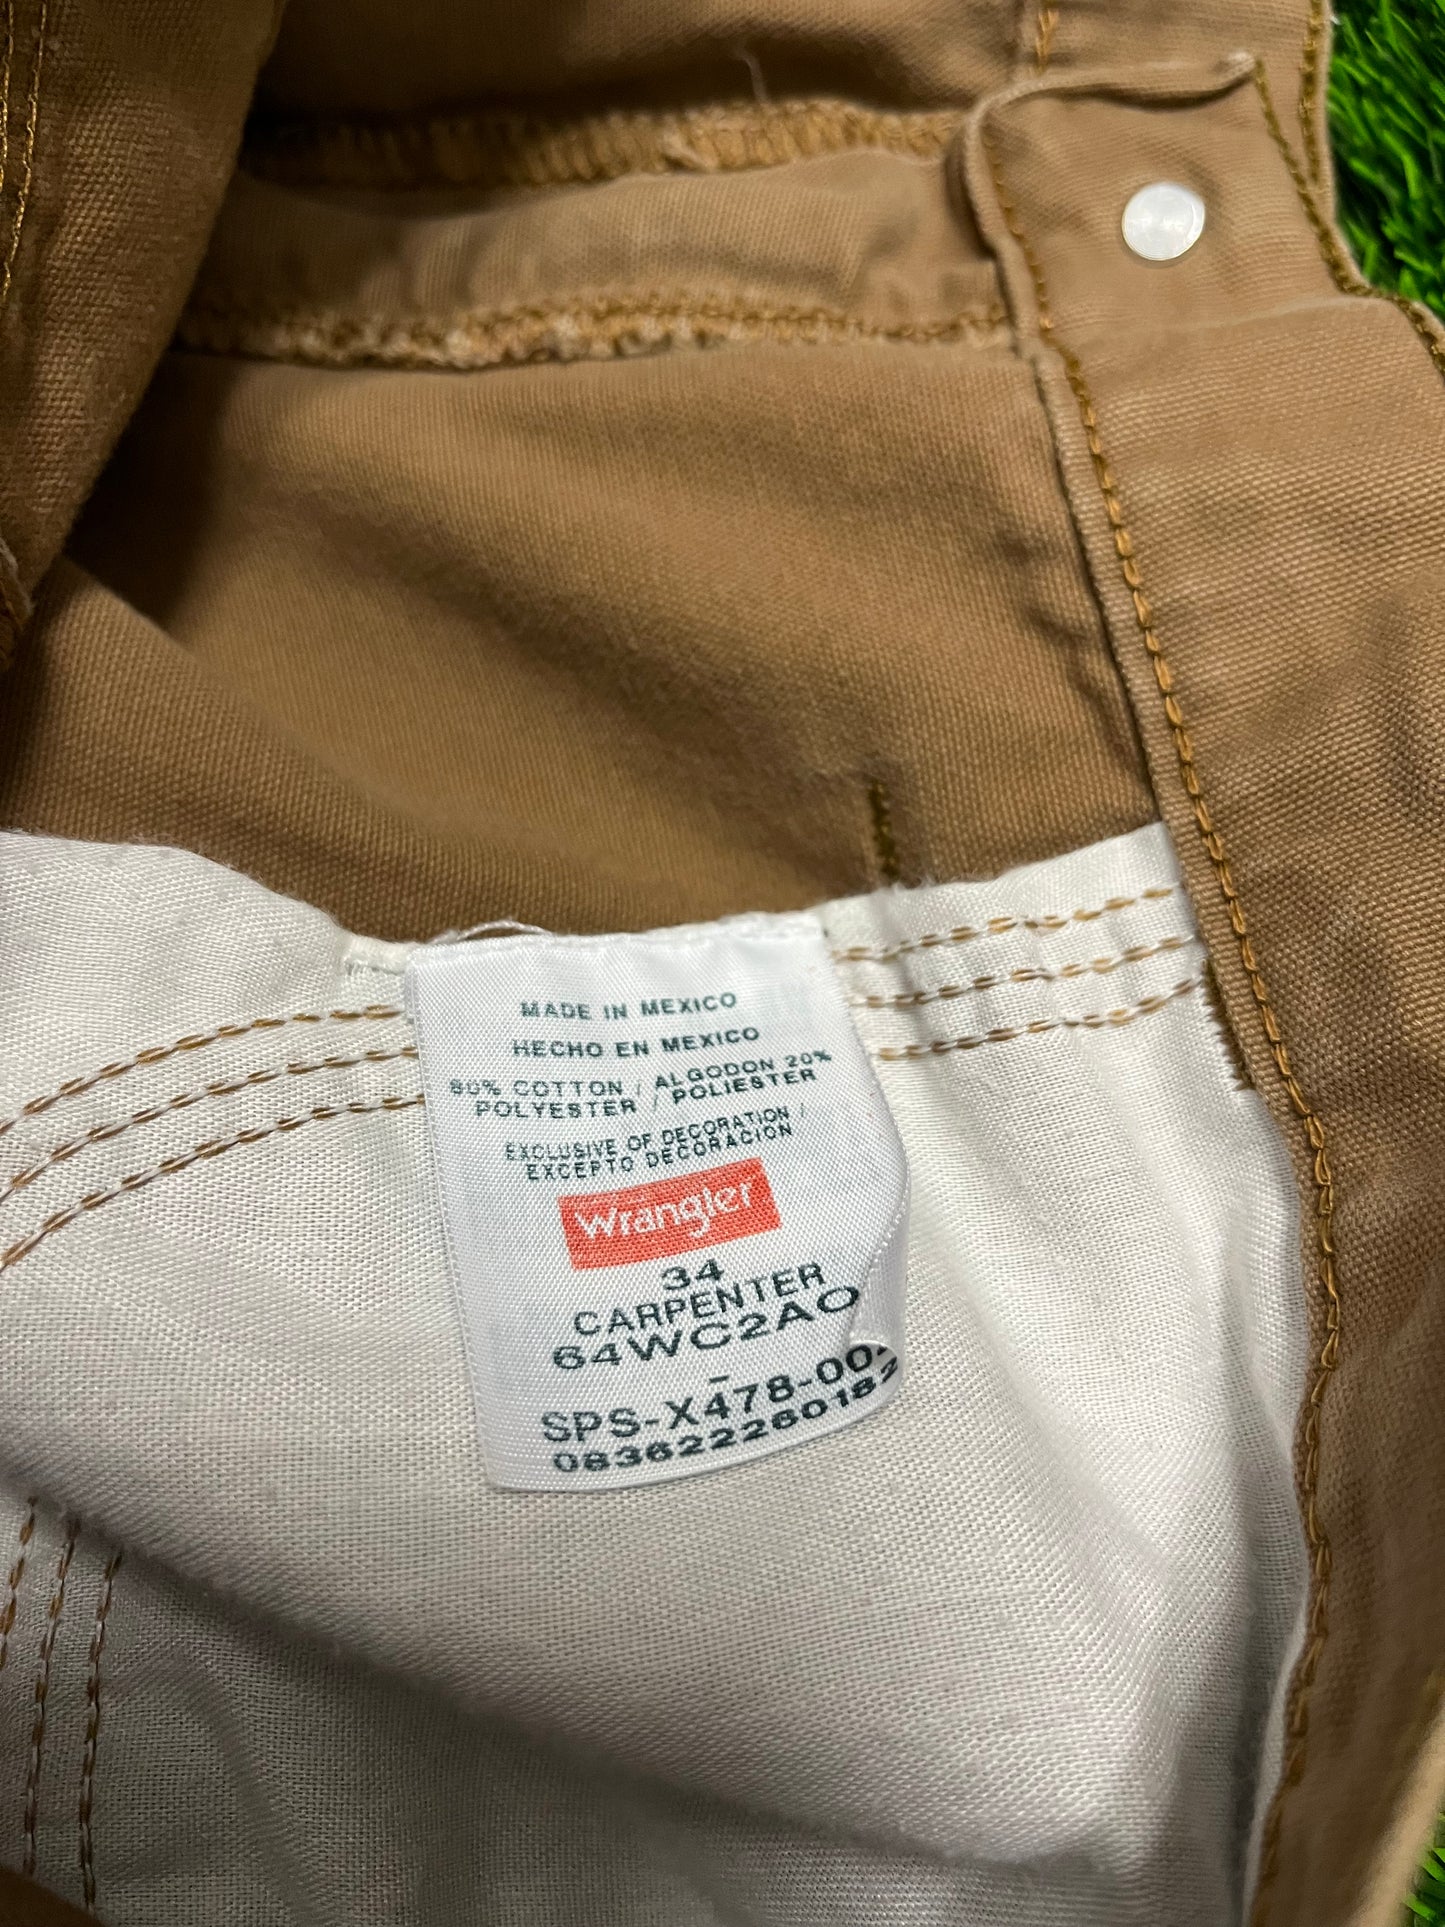 MADE IN MEXICO
HECHO EN MEXICO
80% COTTON / ALGODON 20%
POLYESTER / POLIESTER
EXCLUSIVE OF DECORATION /
EXCEPTO DECORACION
Wrangler
34
CARPENTER
64WC2AO
-
SPS-X478-00
083622260182